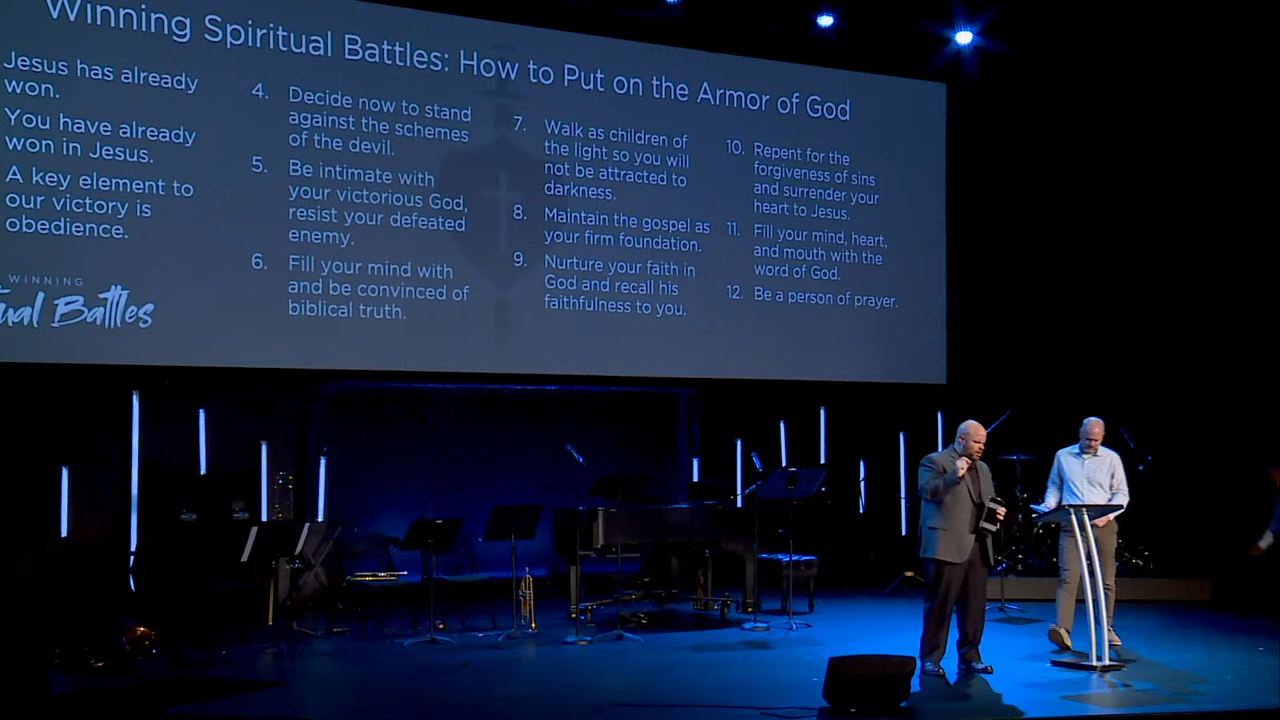 Winning Spiritual Battles: How to Put on the Armor of God
Jesus has already
won.
You have already
won in Jesus.
A key element to
our victory is
obedience.
4. Decide now to stand
against the schemes
of the devil.
5. Be intimate with
your victorious God,
resist your defeated
enemy.
6. Fill your mind with
and be convinced of
biblical truth.
7. Walk as children of
the light so you will
not be attracted to
darkness.
8. Maintain the gospel as
your firm foundation.
9. Nurture your faith in
God and recall his
faithfulness to you.
10. Repent for the
forgiveness of sins
and surrender your
heart to Jesus.
11. Fill your mind, heart,
and mouth with the
word of God.
12. Be a person of prayer.
WINNING
ual Battles